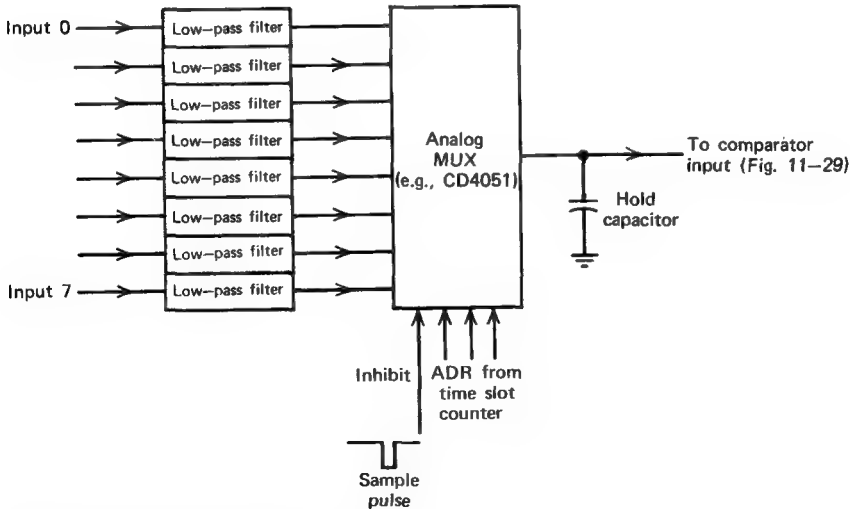 Input 0
Low—pass filter
Low—pass filter
Low—pass filter
Low—pass filter
Low—pass filter
Low—pass filter
Low—pass filter
Input 7
Low—pass filter
Analog
MUX
(e.g., CD4051)
To comparator
input (Fig. 11—29)
Hold
capacitor
Inhibit
ADR from
time slot
counter
Sample
pulse